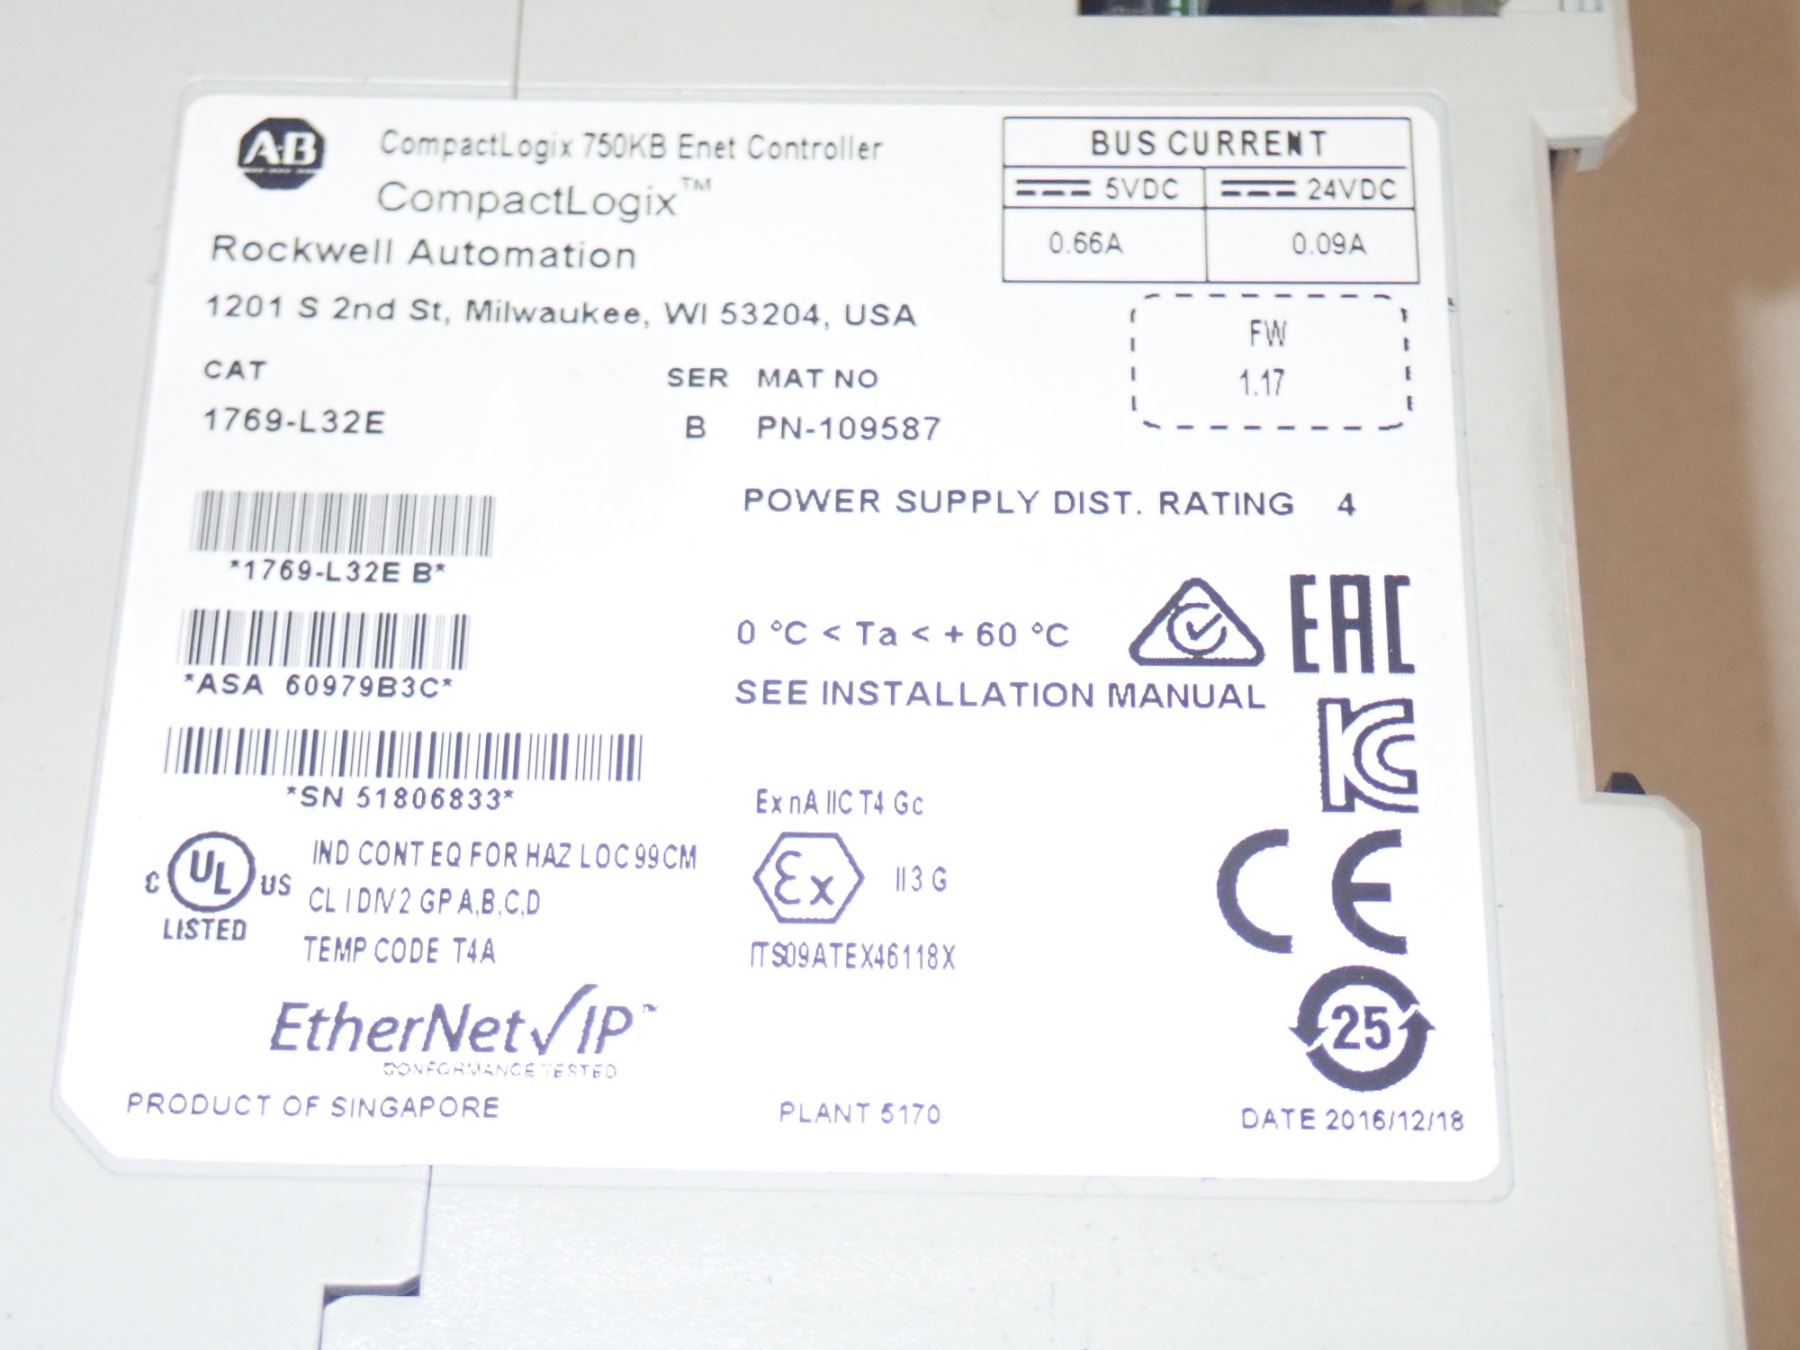 AB
CompactLogix 750KB Enet Controller
CompactLogix™
Rockwell Automation
1201 S 2nd St, Milwaukee, WI 53204, USA
BUS CURRENT
5VDC 24VDC
0.66A 0.09A
FW
1.17
CAT SER MAT NO
1769-L32E B PN-109587
POWER SUPPLY DIST. RATING 4
*1769-L32E B*
*ASA 60979B3C*
*SN 51806833*
0 °C < Ta < + 60 °C
SEE INSTALLATION MANUAL
EAC
KC
C UL US
LISTED
IND CONT EQ FOR HAZ LOC 99CM
CL I DIV 2 GP A,B,C,D
TEMP CODE T4A
Ex nA IIC T4 Gc
Ex II 3 G
ITS09ATEX46118X
CE
25
EtherNet/IP™
CONFORMANCE TESTED
PRODUCT OF SINGAPORE PLANT 5170 DATE 2016/12/18